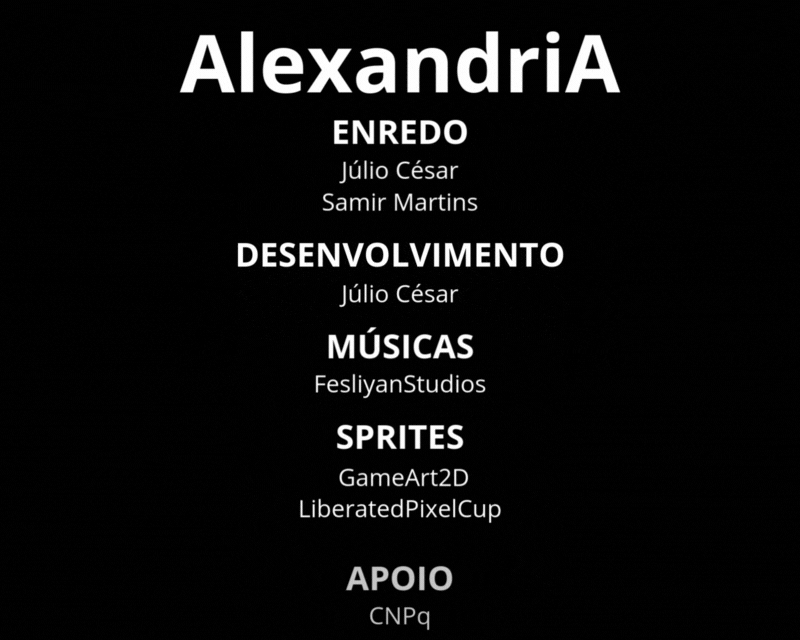 AlexandriA
ENREDO
Júlio César
Samir Martins
DESENVOLVIMENTO
Júlio César
MÚSICAS
FesliyanStudios
SPRITES
GameArt2D
LiberatedPixelCup
APOIO
CNPq